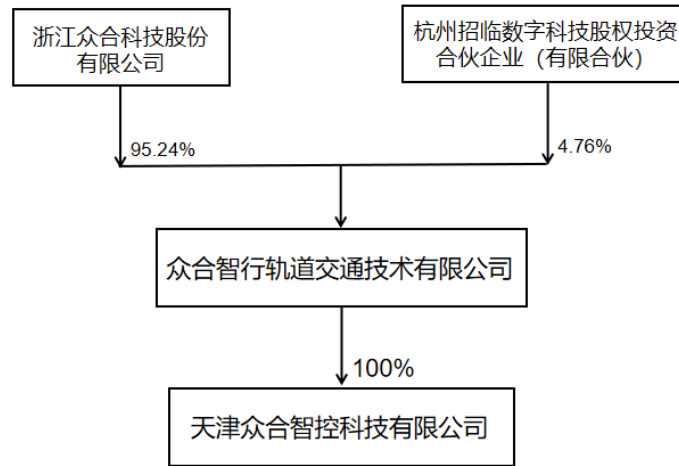 浙江众合科技股份
有限公司
杭州招临数字科技股权投资
合伙企业（有限合伙）
95.24%
4.76%
众合智行轨道交通技术有限公司
100%
天津众合智控科技有限公司